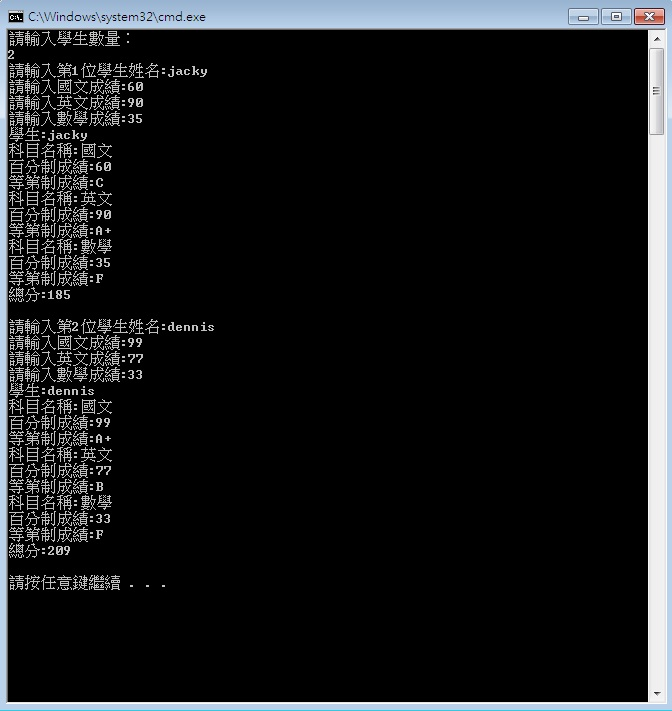 C:\Windows\system32\cmd.exe
請輸入學生數量：
2
請輸入第1位學生姓名:jacky
請輸入國文成績:60
請輸入英文成績:90
請輸入數學成績:35
學生:jacky
科目名稱:國文
百分制成績:60
等第制成績:C
科目名稱:英文
百分制成績:90
等第制成績:A+
科目名稱:數學
百分制成績:35
等第制成績:F
總分:185
請輸入第2位學生姓名:dennis
請輸入國文成績:99
請輸入英文成績:77
請輸入數學成績:33
學生:dennis
科目名稱:國文
百分制成績:99
等第制成績:A+
科目名稱:英文
百分制成績:77
等第制成績:B
科目名稱:數學
百分制成績:33
等第制成績:F
總分:209
請按任意鍵繼續 . . .